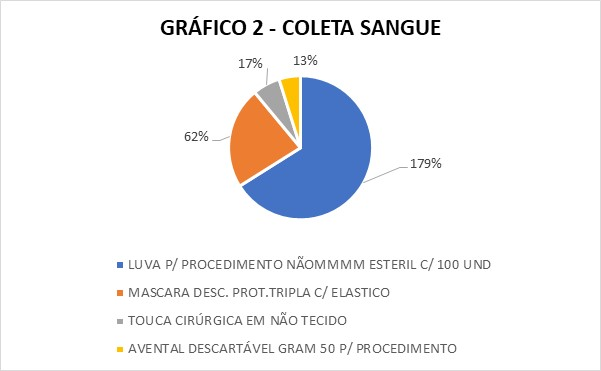 GRÁFICO 2 - COLETA SANGUE
17%
13%
62%
179%
LUVA P/ PROCEDIMENTO NÃOMMMM ESTERIL C/ 100 UND
MASCARA DESC. PROT.TRIPLA C/ ELASTICO
TOUCA CIRÚRGICA EM NÃO TECIDO
AVENTAL DESCARTÁVEL GRAM 50 P/ PROCEDIMENTO